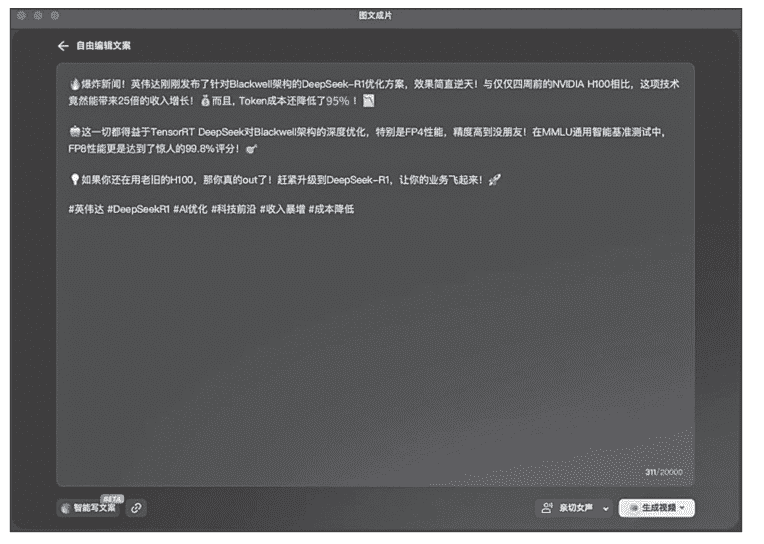 图文成片
← 自由编辑文案
🔥爆炸新闻！英伟达刚刚发布了针对Blackwell架构的DeepSeek-R1优化方案，效果简直逆天！与仅仅四周前的NVIDIA H100相比，这项技术
竟然能带来25倍的收入增长！💰而且，Token成本还降低了95%！📉
🤖这一切都得益于TensorRT DeepSeek对Blackwell架构的深度优化，特别是FP4性能，精度高到没朋友！在MMLU通用智能基准测试中，
FP8性能更是达到了惊人的99.8%评分！🎯
💡如果你还在用老旧的H100，那你真的out了！赶紧升级到DeepSeek-R1，让你的业务飞起来！🚀
#英伟达 #DeepSeekR1 #AI优化 #科技前沿 #收入暴增 #成本降低
311/20000
智能写文案 BETA
亲切女声
生成视频